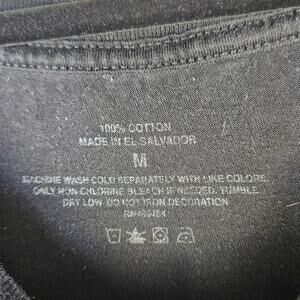 100% COTTON
MADE IN EL SALVADOR
M
MACHINE WASH COLD SEPARATELY WITH LIKE COLORS,
ONLY NON-CHLORINE BLEACH IF NEEDED, TUMBLE
DRY LOW. DO NOT IRON DECORATION